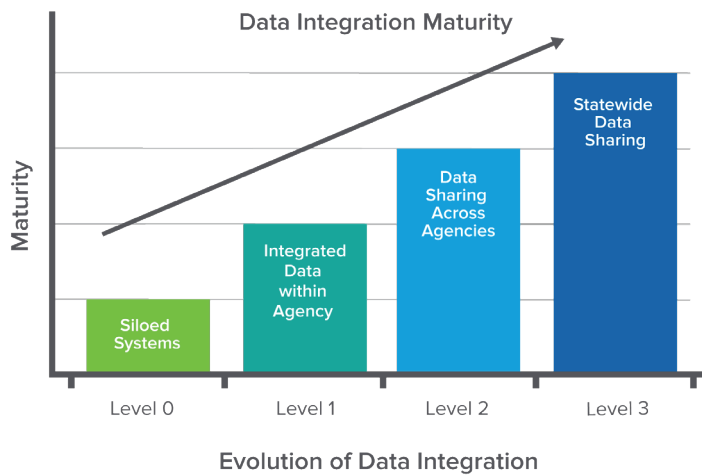 Data Integration Maturity
Maturity
Siloed
Systems
Integrated
Data
within
Agency
Data
Sharing
Across
Agencies
Statewide
Data
Sharing
Level 0
Level 1
Level 2
Level 3
Evolution of Data Integration